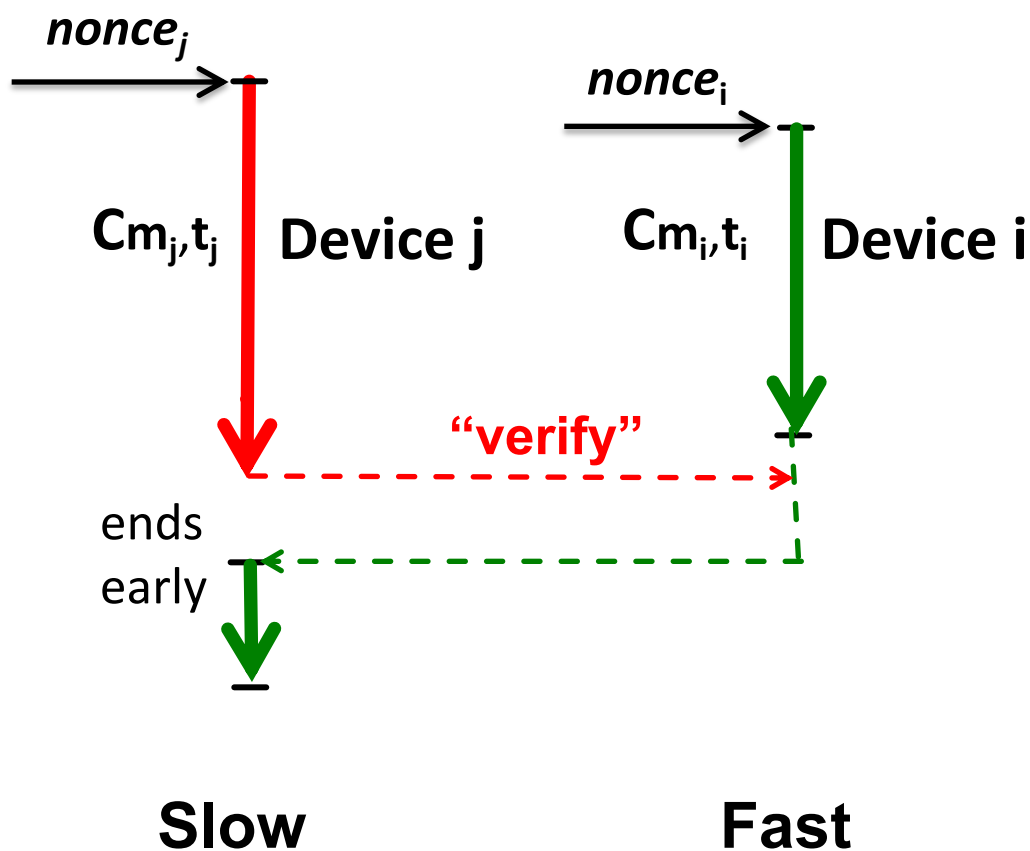 nonce_j
nonce_i
Cm_j,t_j Device j
Cm_i,t_i Device i
“verify”
ends
early
Slow
Fast